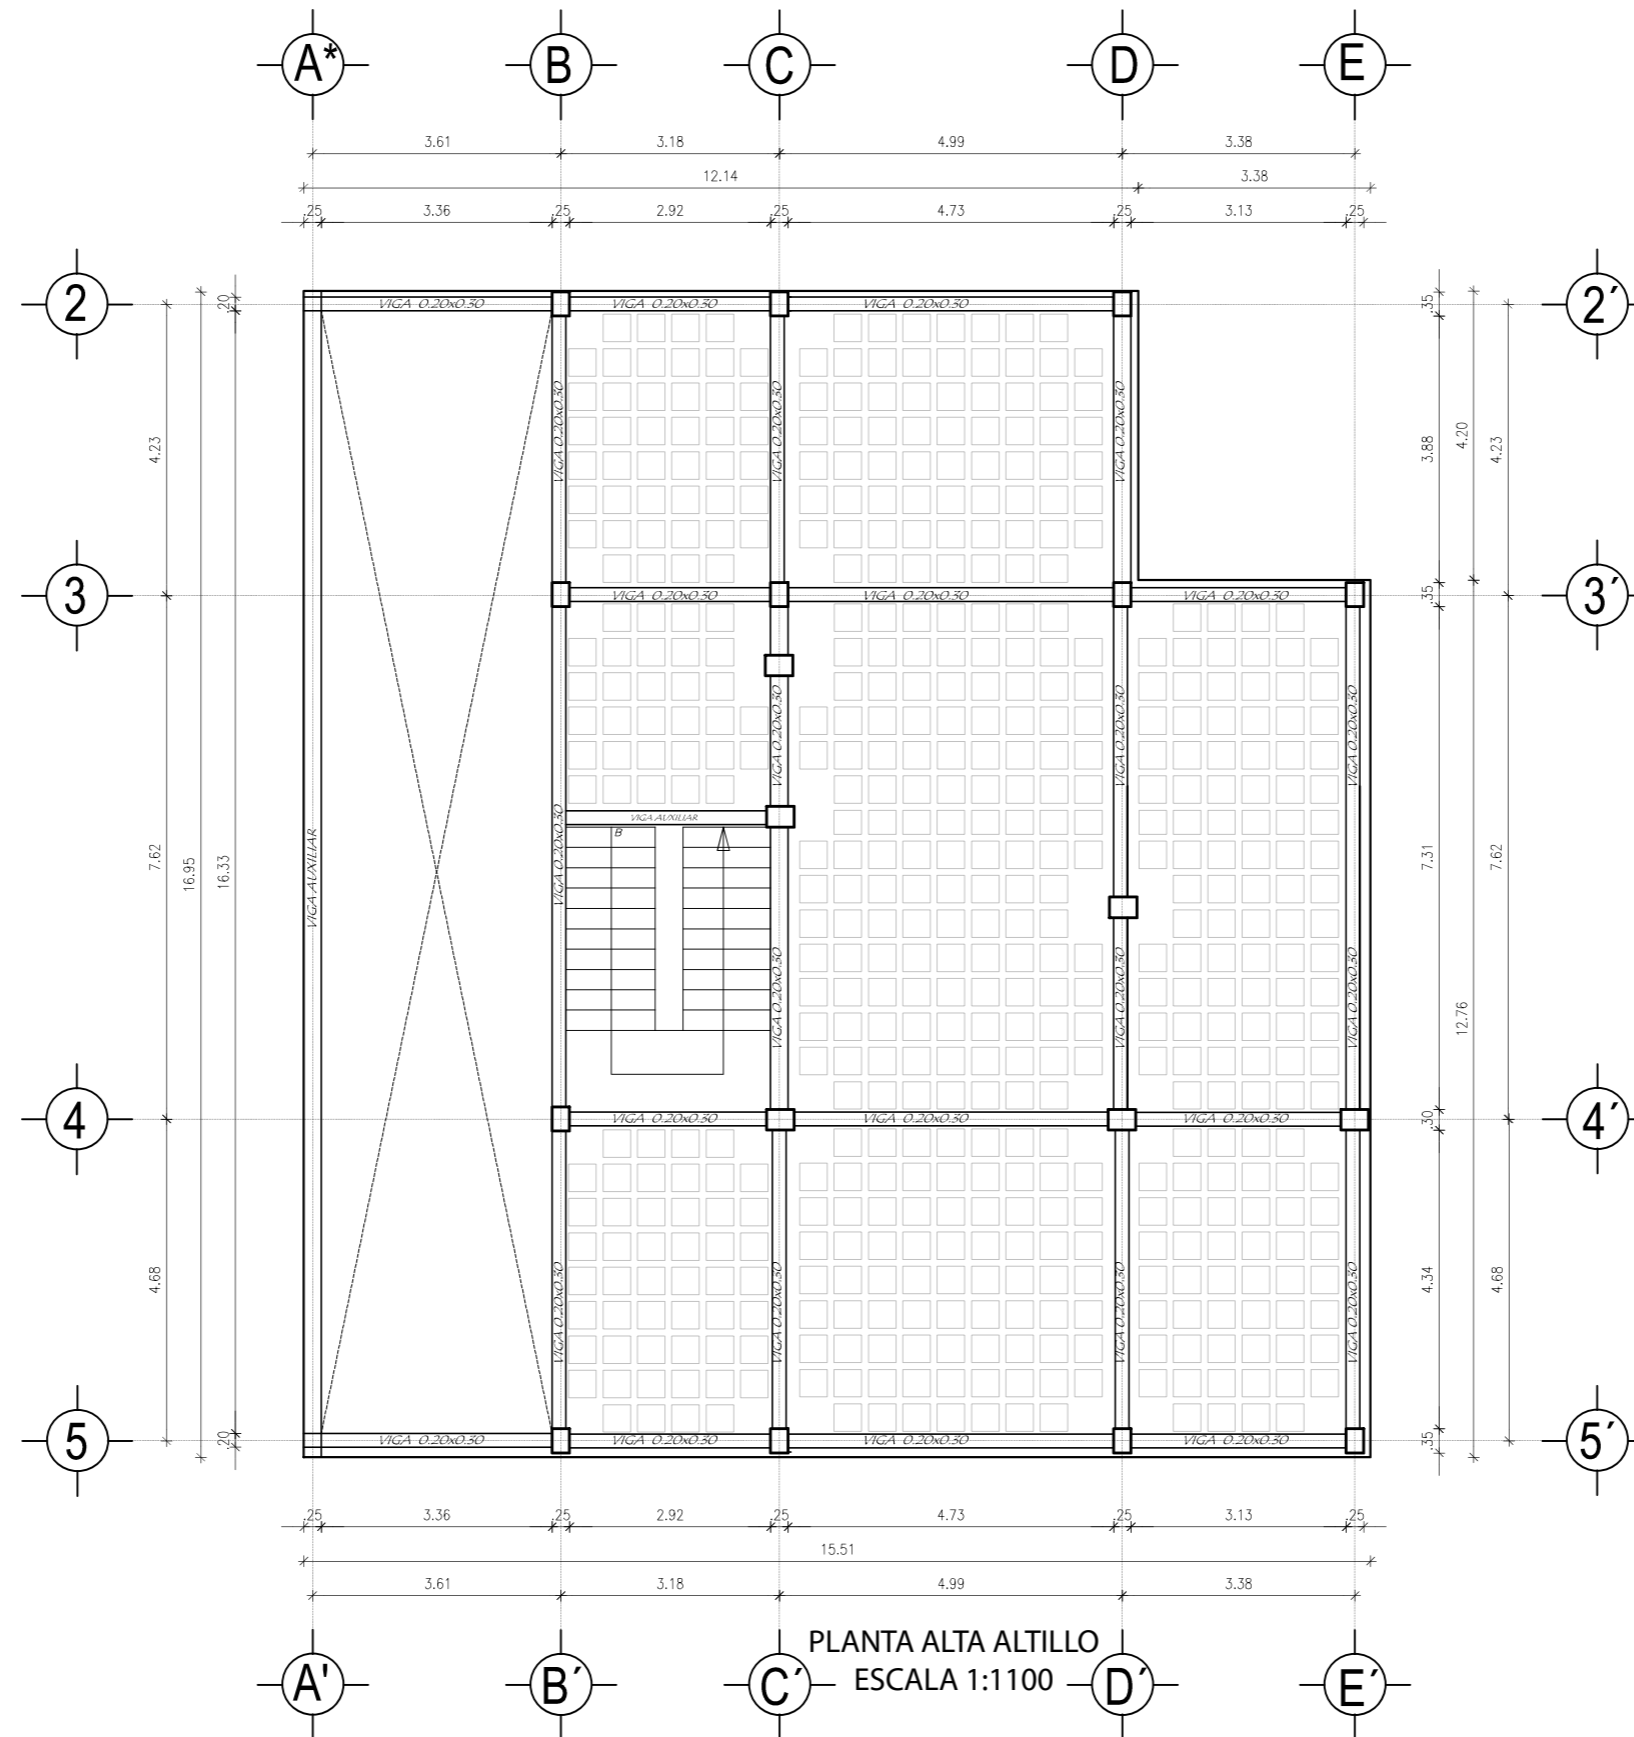 A* B C D E
3.61 3.18 4.99 3.38
12.14 3.38
.25 3.36 .25 2.92 .25 4.73 .25 3.13 .25
2 VIGA 0.20x0.30 VIGA 0.20x0.30 VIGA 0.20x0.30 2´
.20 .35
VIGA 0.20x0.30 VIGA 0.20x0.30 VIGA 0.20x0.30
4.23 3.88 4.20 4.23
3 VIGA 0.20x0.30 VIGA 0.20x0.30 VIGA 0.20x0.30 .35 3´
VIGA 0.20x0.30 VIGA 0.20x0.30 VIGA 0.20x0.30
VIGA AUXILIAR
B
VIGA AUXILIAR VIGA 0.20x0.30
7.62 16.95 16.33 7.31 7.62
VIGA 0.20x0.30 VIGA 0.20x0.30 VIGA 0.20x0.30
12.76
4 VIGA 0.20x0.30 VIGA 0.20x0.30 VIGA 0.20x0.30 .30 4´
4.68 4.34 4.68
VIGA 0.20x0.30 VIGA 0.20x0.30 VIGA 0.20x0.30 VIGA 0.20x0.30
5 .20 VIGA 0.20x0.30 VIGA 0.20x0.30 VIGA 0.20x0.30 VIGA 0.20x0.30 .35 5´
.25 3.36 .25 2.92 .25 4.73 .25 3.13 .25
15.51
3.61 3.18 4.99 3.38
PLANTA ALTA ALTILLO
ESCALA 1:1100
A' B´ C´ D´ E´